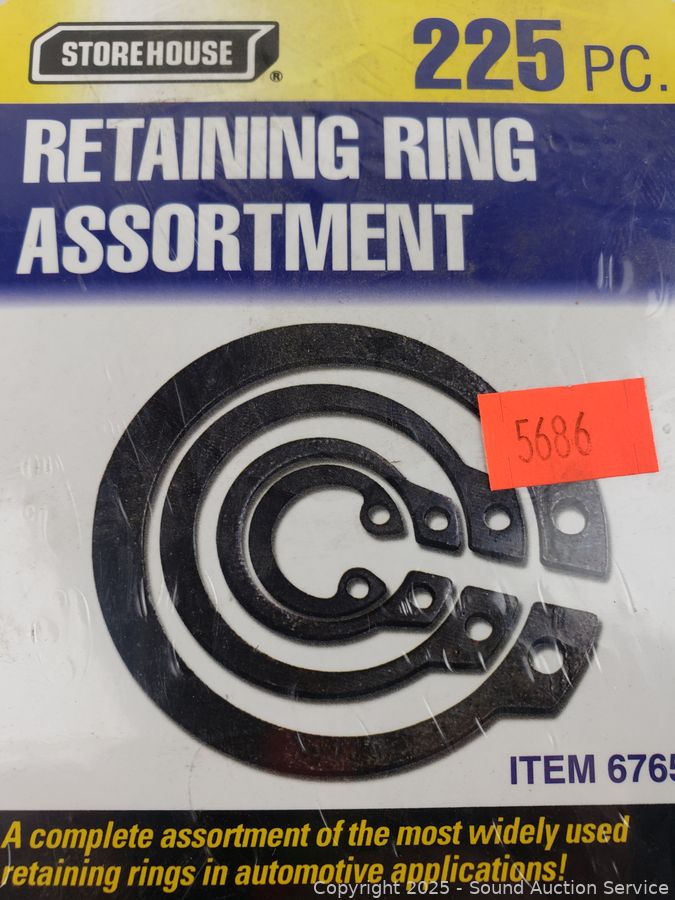 STOREHOUSE ®
225 PC.
RETAINING RING
ASSORTMENT
5686
ITEM 6765
A complete assortment of the most widely used
retaining rings in automotive applications!
Copyright 2025 - Sound Auction Service